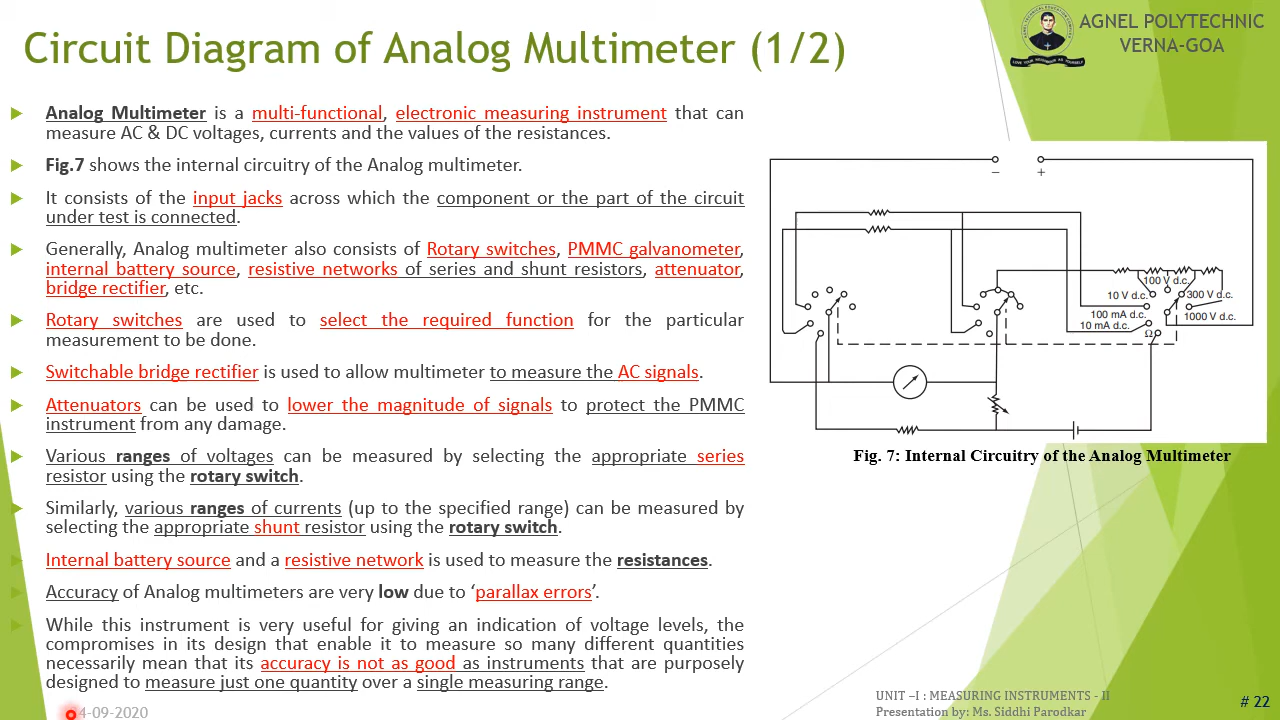 Circuit Diagram of Analog Multimeter (1/2)
AGNEL POLYTECHNIC
VERNA-GOA
Analog Multimeter is a multi-functional, electronic measuring instrument that can
measure AC & DC voltages, currents and the values of the resistances.
Fig.7 shows the internal circuitry of the Analog multimeter.
It consists of the input jacks across which the component or the part of the circuit
under test is connected.
Generally, Analog multimeter also consists of Rotary switches, PMMC galvanometer,
internal battery source, resistive networks of series and shunt resistors, attenuator,
bridge rectifier, etc.
Rotary switches are used to select the required function for the particular
measurement to be done.
Switchable bridge rectifier is used to allow multimeter to measure the AC signals.
Attenuators can be used to lower the magnitude of signals to protect the PMMC
instrument from any damage.
Various ranges of voltages can be measured by selecting the appropriate series
resistor using the rotary switch.
Similarly, various ranges of currents (up to the specified range) can be measured by
selecting the appropriate shunt resistor using the rotary switch.
Internal battery source and a resistive network is used to measure the resistances.
Accuracy of Analog multimeters are very low due to ‘parallax errors’.
While this instrument is very useful for giving an indication of voltage levels, the
compromises in its design that enable it to measure so many different quantities
necessarily mean that its accuracy is not as good as instruments that are purposely
designed to measure just one quantity over a single measuring range.
− +
100 V d.c.
10 V d.c. 300 V d.c.
100 mA d.c. 1000 V d.c.
10 mA d.c.
Ω
Fig. 7: Internal Circuitry of the Analog Multimeter
4-09-2020
UNIT –I : MEASURING INSTRUMENTS - II
Presentation by: Ms. Siddhi Parodkar
# 22